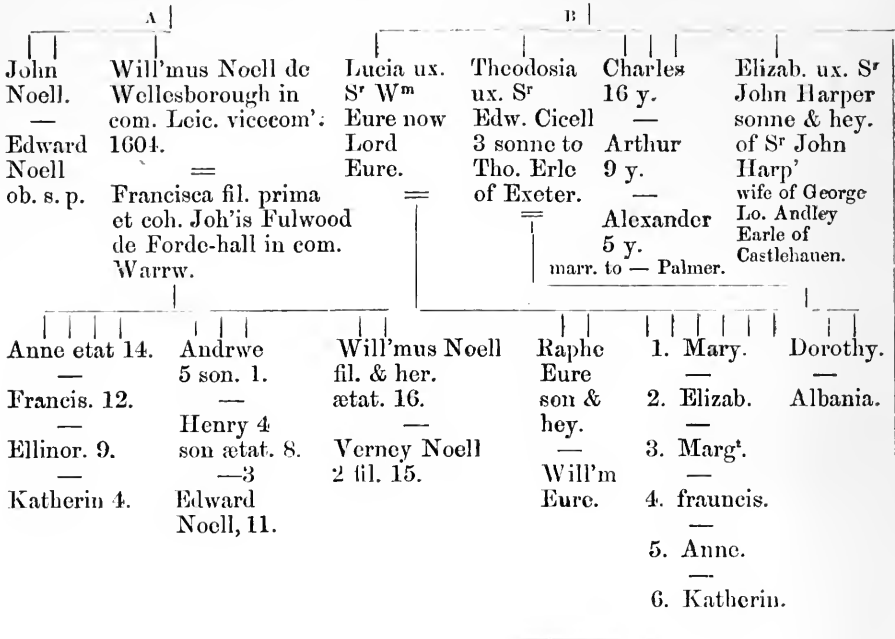 A
B
John
Noell.
—
Edward
Noell
ob. s. p.
Will'mus Noell de
Wellesborough in
com. Leic. vicecom'.
1604.
=
Francisca fil. prima
et coh. Joh'is Fulwood
de Forde-hall in com.
Warrw.
Lucia ux.
Sʳ Wᵐ
Eure now
Lord
Eure.
=
Theodosia
ux. Sʳ
Edw. Cicell
3 sonne to
Tho. Erle
of Exeter.
=
Charles
16 y.
—
Arthur
9 y.
—
Alexander
5 y.
marr. to — Palmer.
Elizab. ux. Sʳ
John Harper
sonne & hey.
of Sʳ John
Harp'
wife of George
Lo. Andley
Earle of
Castlehauen.
Anne etat 14.
—
Francis. 12.
—
Ellinor. 9.
—
Katherin 4.
Andrwe
5 son. 1.
—
Henry 4
son ætat. 8.
—3
Edward
Noell, 11.
Will'mus Noell
fil. & her.
ætat. 16.
—
Verney Noell
2 fil. 15.
Raphe
Eure
son &
hey.
—
Will'm
Eure.
1. Mary.
—
2. Elizab.
—
3. Margᵗ.
—
4. frauncis.
—
5. Anne.
—
6. Katherin.
Dorothy.
—
Albania.